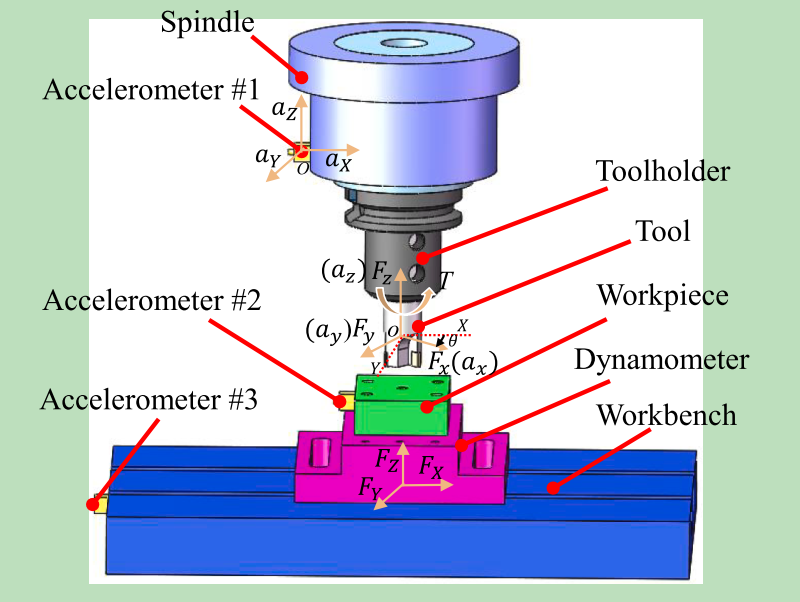 Spindle
Accelerometer #1
a_Z
a_Y
a_X
O
Toolholder
Tool
(a_z) F_z
T
Accelerometer #2
Workpiece
(a_y)F_y
o
X
θ
Y
F_x(a_x)
Dynamometer
Accelerometer #3
Workbench
F_Z
F_X
F_Y